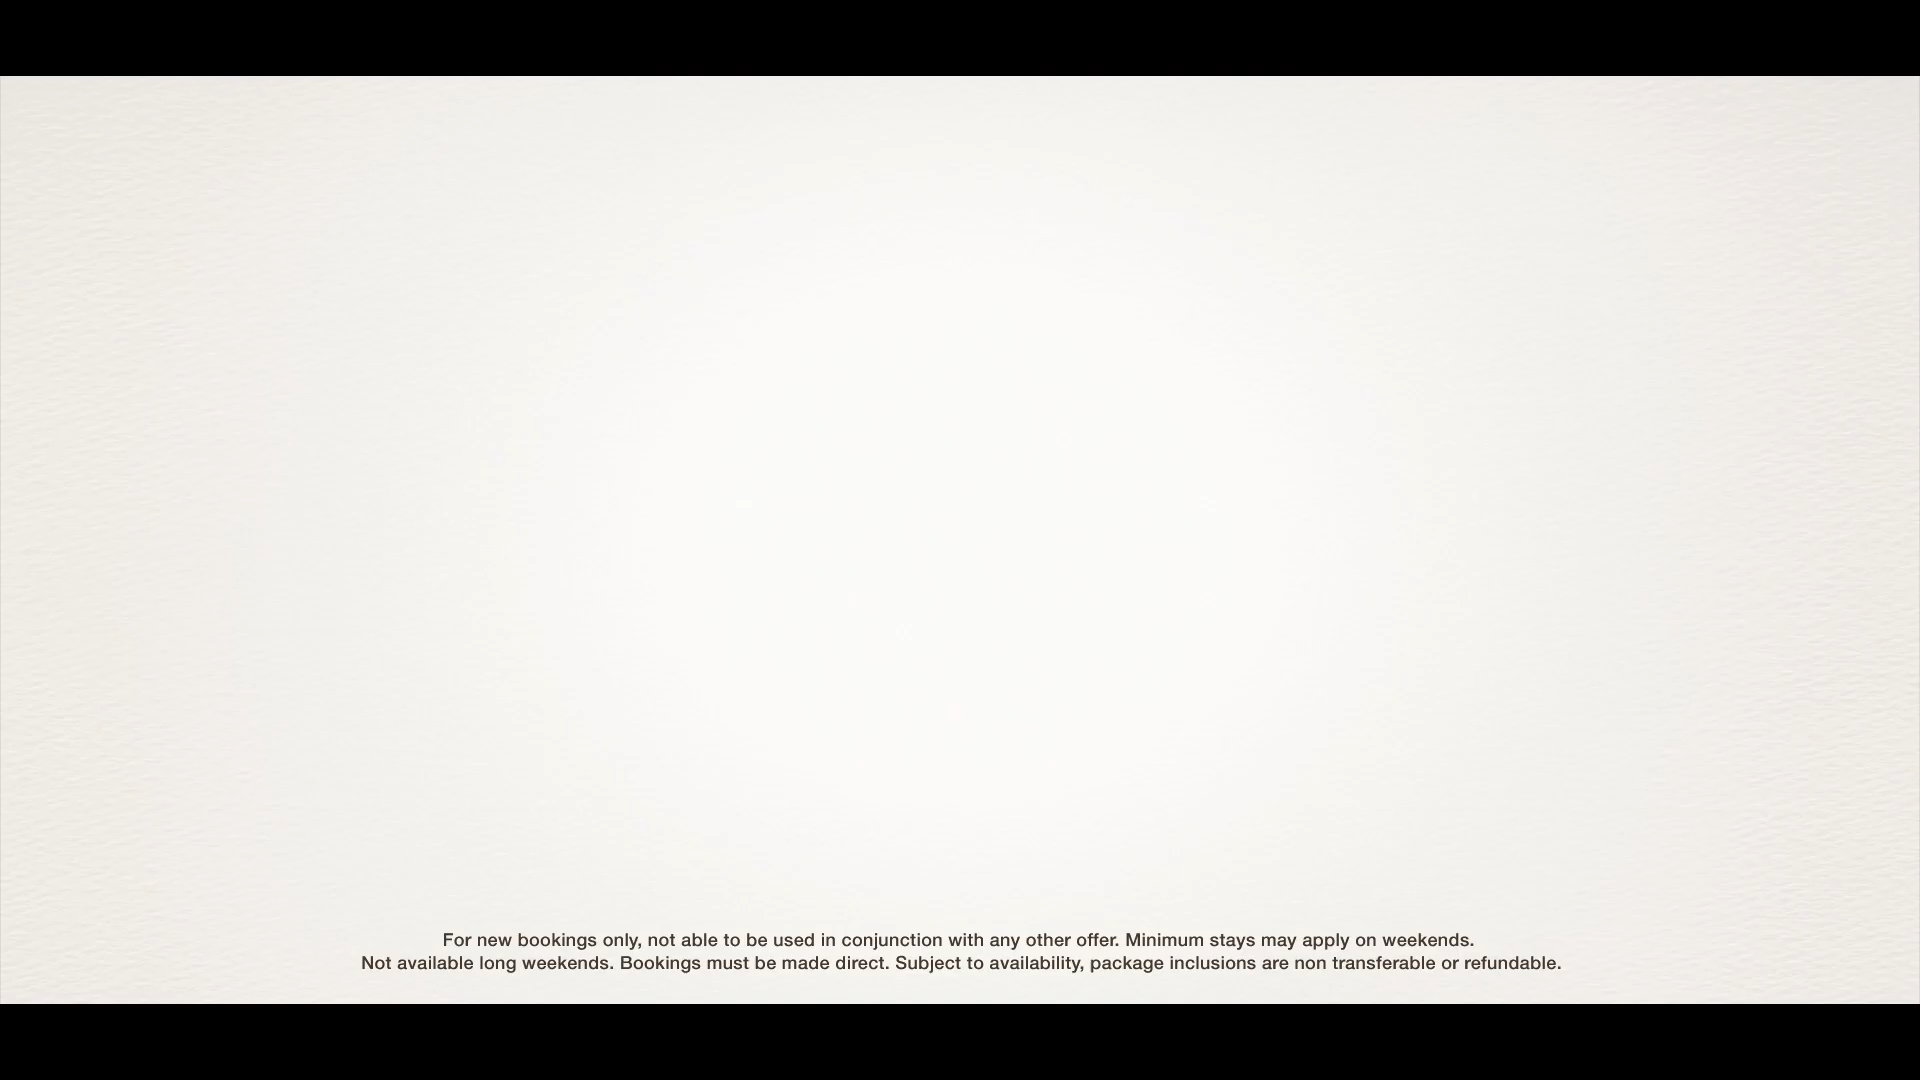 For new bookings only, not able to be used in conjunction with any other offer. Minimum stays may apply on weekends.
Not available long weekends. Bookings must be made direct. Subject to availability, package inclusions are non transferable or refundable.